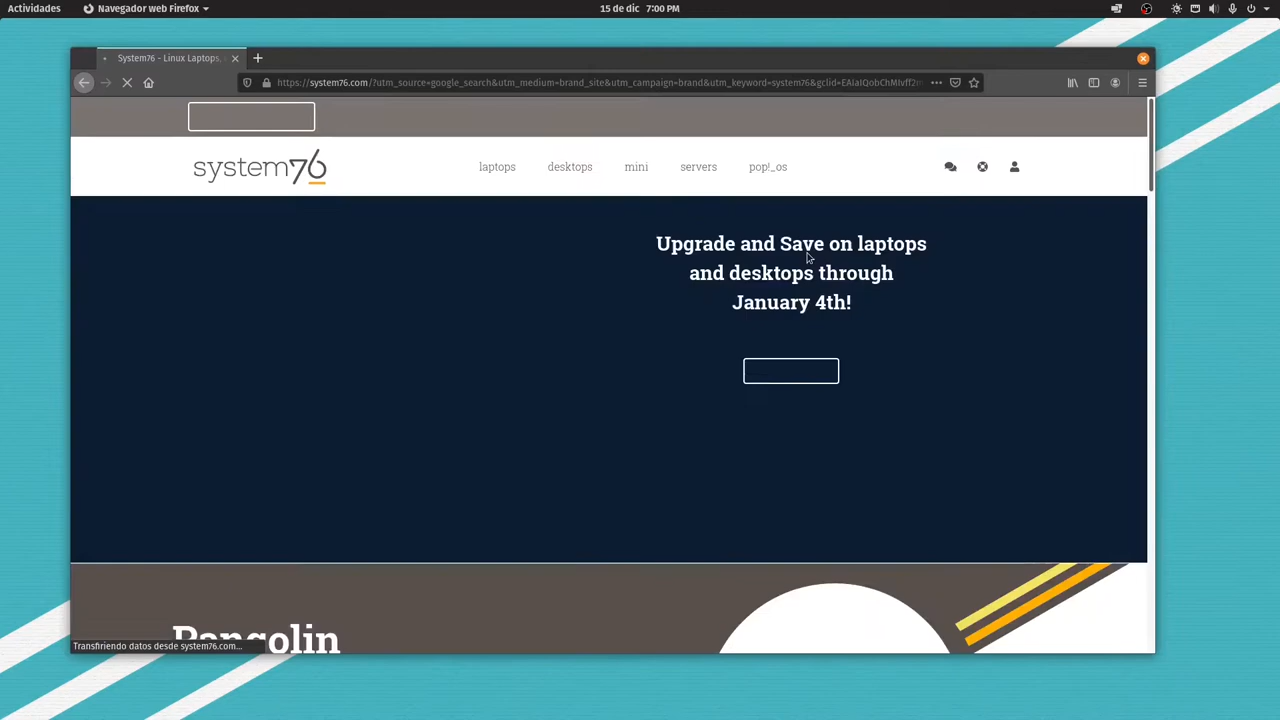 Actividades
Navegador web Firefox
15 de dic 7:00 PM
System76 - Linux Laptops,
https://system76.com/?utm_source=google_search&utm_medium=brand_site&utm_campaign=brand&utm_keyword=system76&gclid=EAIaIQobChMIvff2m
system76
laptops
desktops
mini
servers
pop!_os
Upgrade and Save on laptops
and desktops through
January 4th!
Pangolin
Transfiriendo datos desde system76.com...